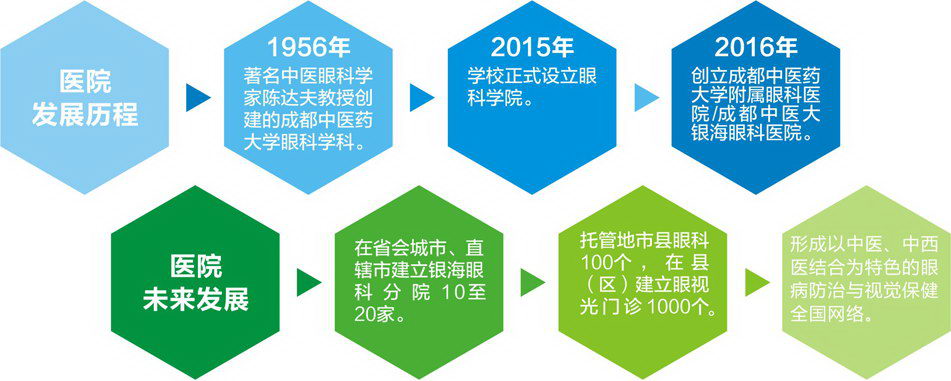 医院
发展历程
1956年
著名中医眼科学
家陈达夫教授创
建的成都中医药
大学眼科学科。
2015年
学校正式设立眼
科学院。
2016年
创立成都中医药
大学附属眼科医
院/成都中医大
银海眼科医院。
医院
未来发展
在省会城市、直
辖市建立银海眼
科分院10至
20家。
托管地市县眼科
100个，在县
（区）建立眼视
光门诊1000个。
形成以中医、中西
医结合为特色的眼
病防治与视觉保健
全国网络。